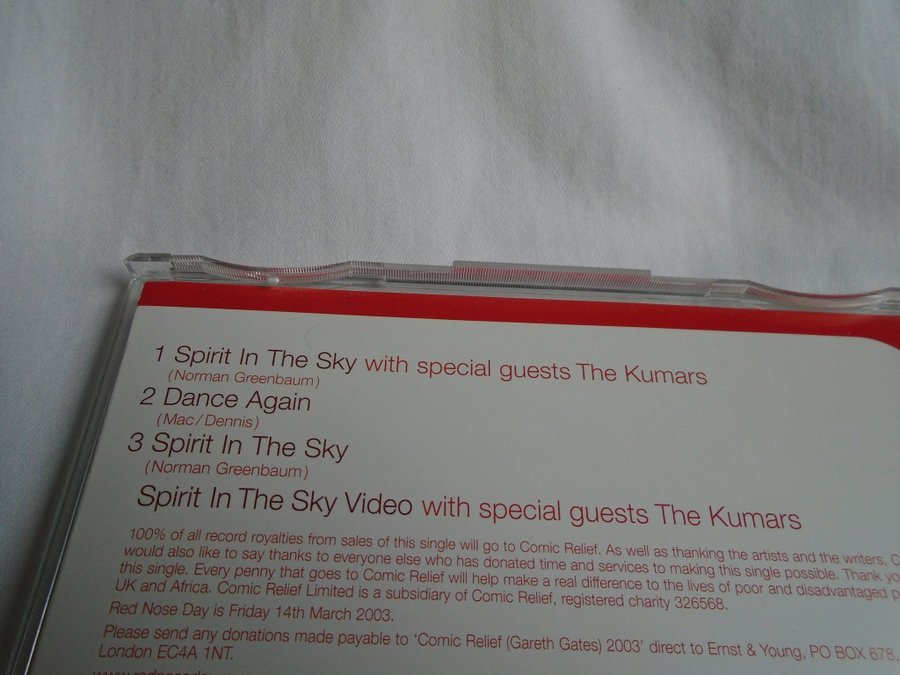 1 Spirit In The Sky with special guests The Kumars
(Norman Greenbaum)
2 Dance Again
(Mac/Dennis)
3 Spirit In The Sky
(Norman Greenbaum)
Spirit In The Sky Video with special guests The Kumars
100% of all record royalties from sales of this single will go to Comic Relief. As well as thanking the artists and the writers,
would also like to say thanks to everyone else who has donated time and services to making this single possible. Thank
this single. Every penny that goes to Comic Relief will help make a real difference to the lives of poor and disadvantaged
UK and Africa. Comic Relief Limited is a subsidiary of Comic Relief, registered charity 326568.
Red Nose Day is Friday 14th March 2003.
Please send any donations made payable to 'Comic Relief (Gareth Gates) 2003' direct to Ernst & Young, PO BOX 678,
London EC4A 1NT.